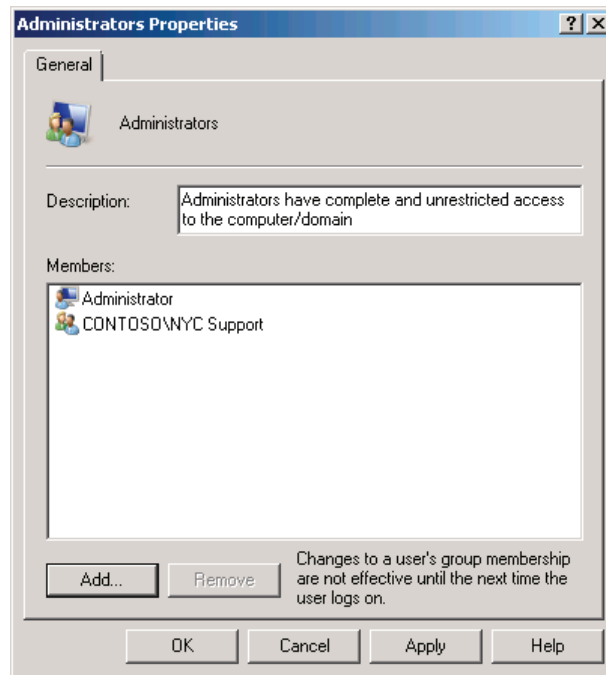 Administrators Properties
? X
General
Administrators
Description:
Administrators have complete and unrestricted access
to the computer/domain
Members:
Administrator
CONTOSO\NYC Support
Add...
Remove
Changes to a user's group membership
are not effective until the next time the
user logs on.
OK
Cancel
Apply
Help